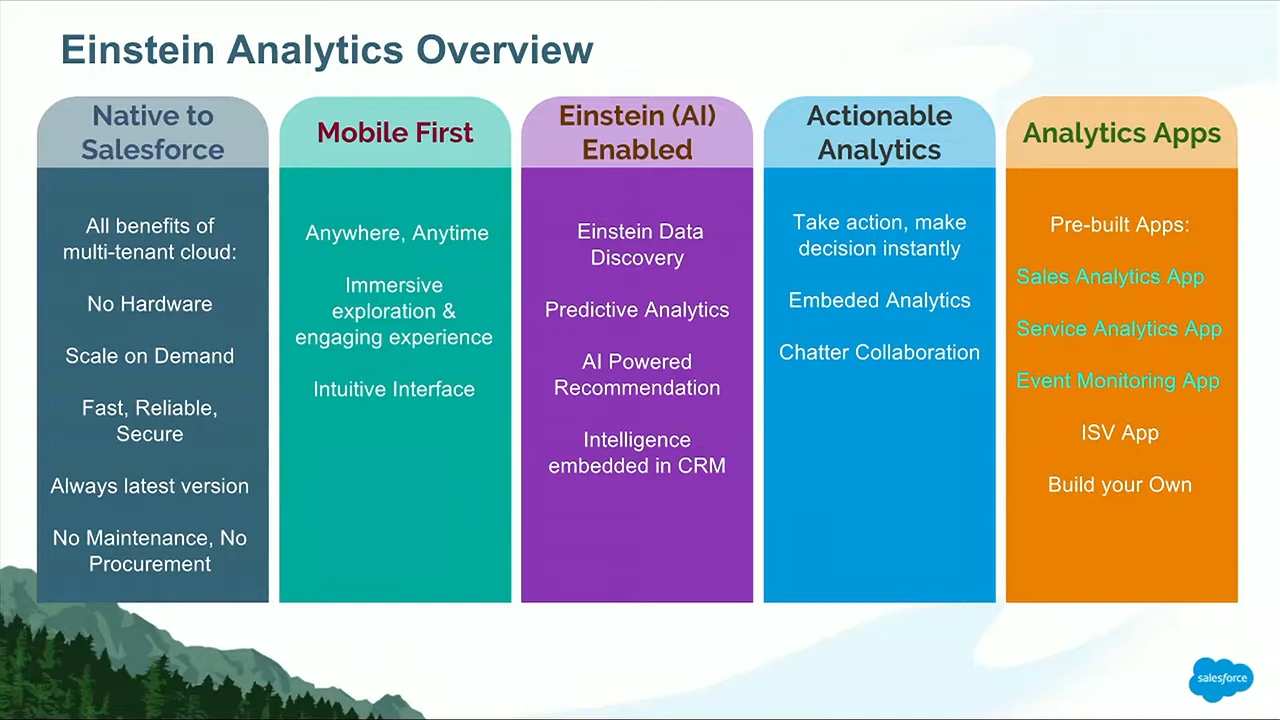 Einstein Analytics Overview
Native to
Salesforce
All benefits of
multi-tenant cloud:
No Hardware
Scale on Demand
Fast, Reliable,
Secure
Always latest version
No Maintenance, No
Procurement
Mobile First
Anywhere, Anytime
Immersive
exploration &
engaging experience
Intuitive Interface
Einstein (AI)
Enabled
Einstein Data
Discovery
Predictive Analytics
AI Powered
Recommendation
Intelligence
embedded in CRM
Actionable
Analytics
Take action, make
decision instantly
Embeded Analytics
Chatter Collaboration
Analytics Apps
Pre-built Apps:
Sales Analytics App
Service Analytics App
Event Monitoring App
ISV App
Build your Own
salesforce